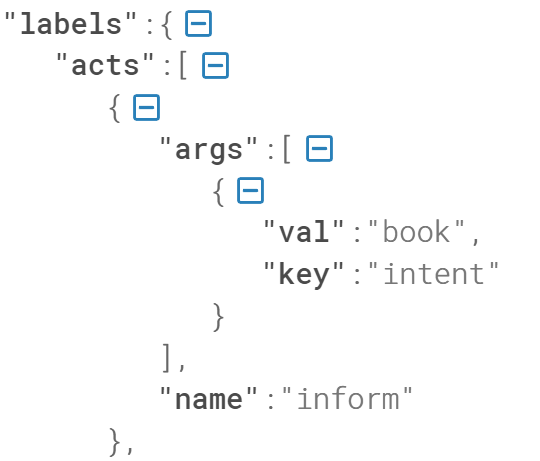 "labels":{
"acts":[
{
"args":[
{
"val":"book",
"key":"intent"
}
],
"name":"inform"
},